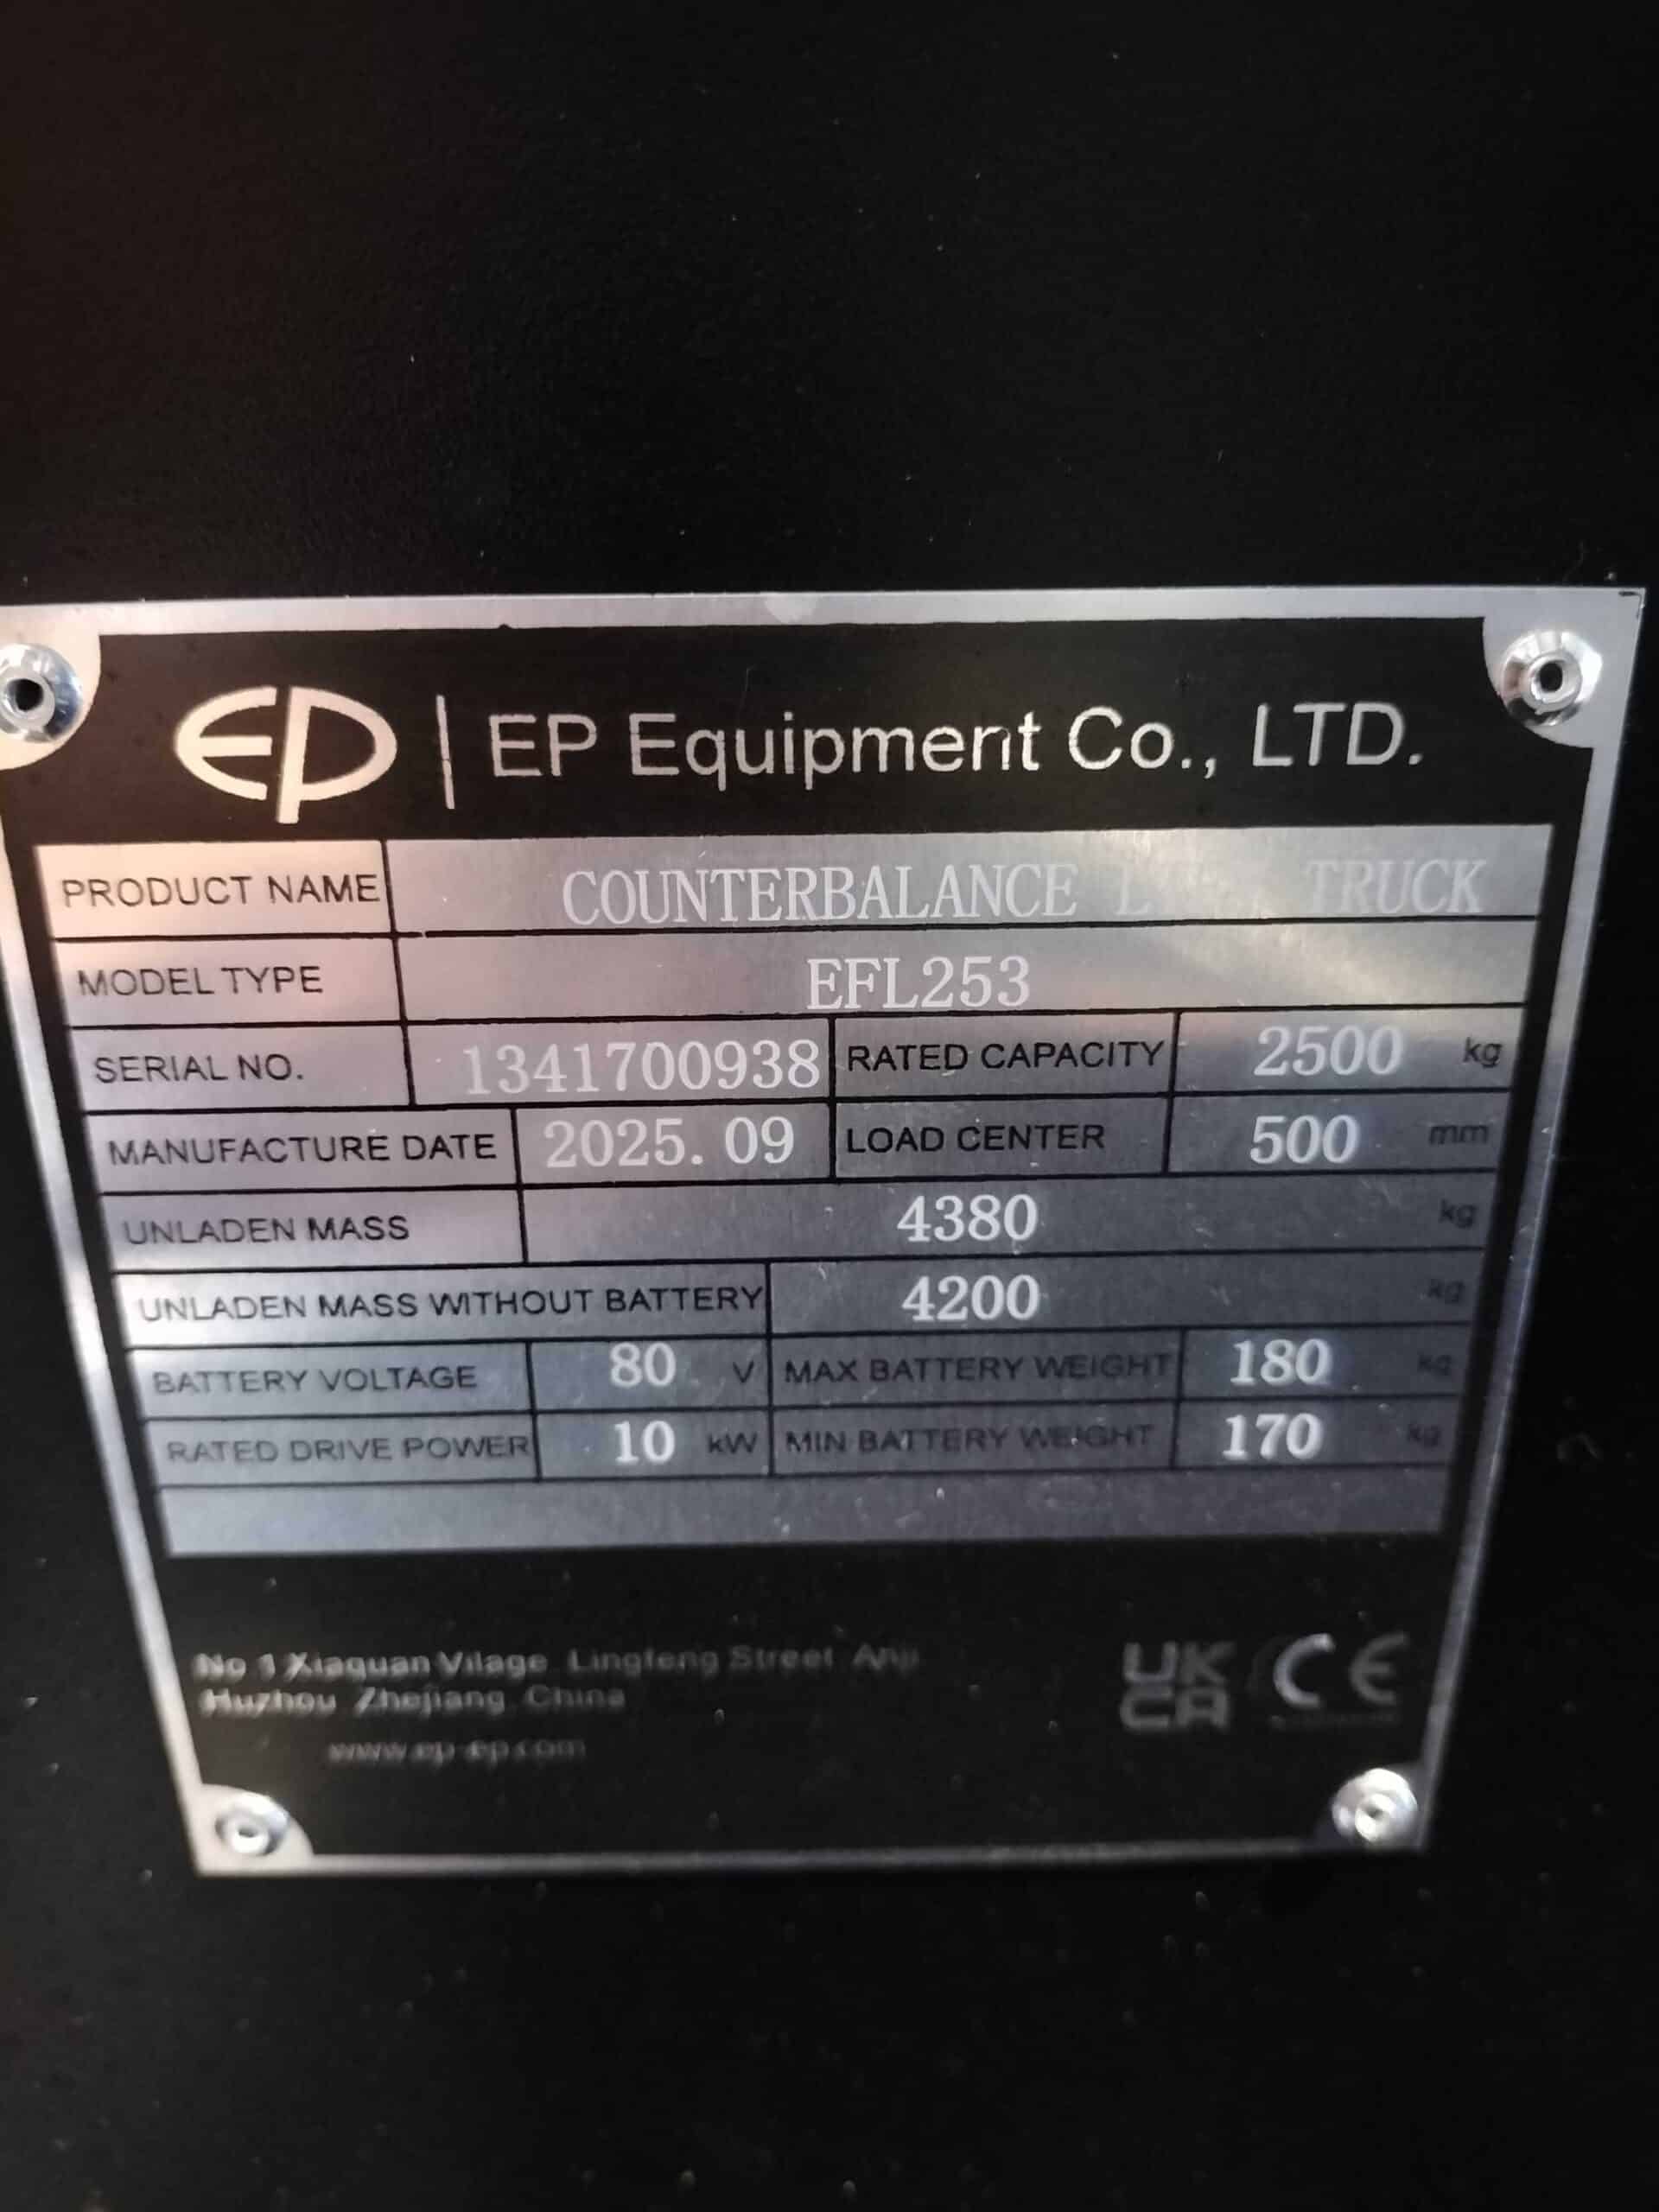 EP | EP Equipment Co., LTD.
PRODUCT NAME COUNTERBALANCE TRUCK
MODEL TYPE EFL253
SERIAL NO. 1341700938 RATED CAPACITY 2500 kg
MANUFACTURE DATE 2025.09 LOAD CENTER 500 mm
UNLADEN MASS 4380 kg
UNLADEN MASS WITHOUT BATTERY 4200 kg
BATTERY VOLTAGE 80 V MAX BATTERY WEIGHT 180 kg
RATED DRIVE POWER 10 kW MIN BATTERY WEIGHT 170 kg
No 1 Xiaquan Vilage Lingfeng Street Anji
Huzhou Zhejiang China
www.ep-ep.com
UK
CA
CE